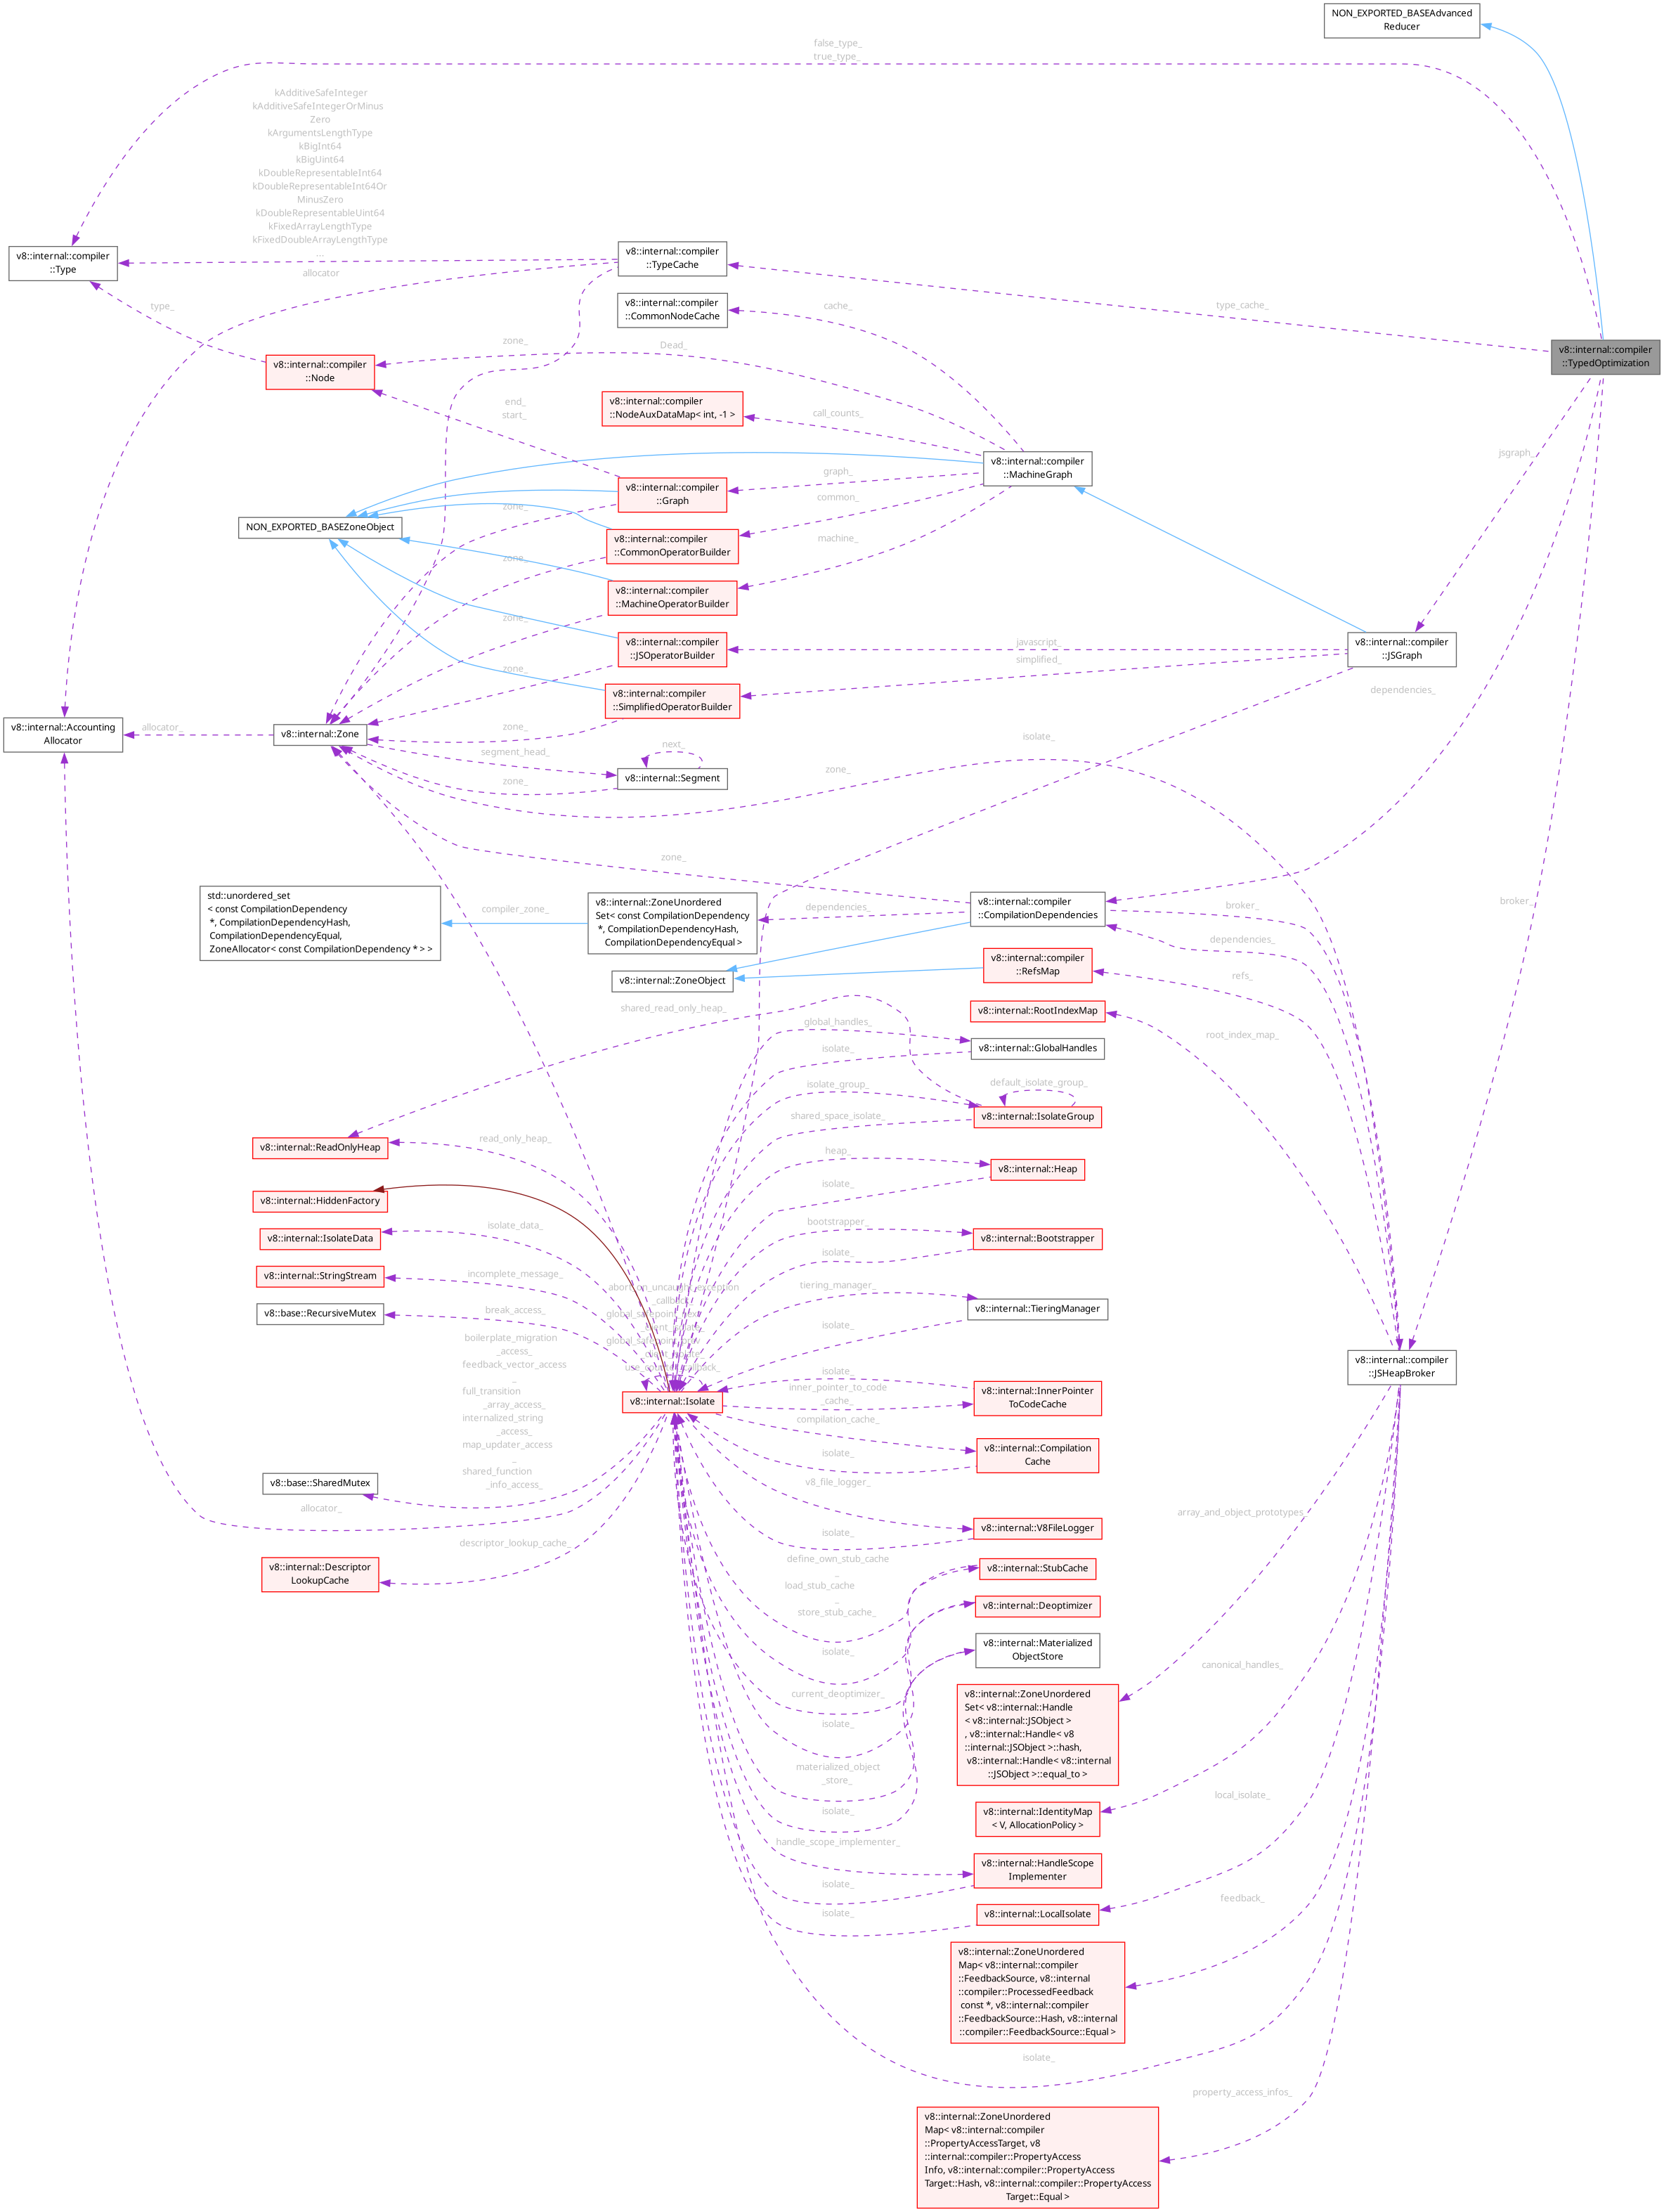 NON_EXPORTED_BASEAdvanced
Reducer
false_type_
true_type_
kAdditiveSafeInteger
kAdditiveSafeIntegerOrMinus
Zero
kArgumentsLengthType
kBigInt64
kBigUint64
kDoubleRepresentableInt64
kDoubleRepresentableInt64Or
MinusZero
kDoubleRepresentableUint64
kFixedArrayLengthType
kFixedDoubleArrayLengthType
...
v8::internal::compiler
::Type
v8::internal::compiler
::TypeCache
allocator
type_
v8::internal::compiler
::CommonNodeCache
cache_
type_cache_
zone_
Dead_
v8::internal::compiler
::TypedOptimization
v8::internal::compiler
::Node
end_
start_
v8::internal::compiler
::NodeAuxDataMap< int, -1 >
call_counts_
v8::internal::compiler
::MachineGraph
jsgraph_
graph_
v8::internal::compiler
::Graph
common_
zone_
NON_EXPORTED_BASEZoneObject
v8::internal::compiler
::CommonOperatorBuilder
machine_
zone_
v8::internal::compiler
::MachineOperatorBuilder
zone_
v8::internal::compiler
::JSOperatorBuilder
javascript_
simplified_
v8::internal::compiler
::JSGraph
zone_
v8::internal::compiler
::SimplifiedOperatorBuilder
dependencies_
v8::internal::Accounting
Allocator
allocator_
v8::internal::Zone
zone_
isolate_
segment_head_
next_
v8::internal::Segment
zone_
zone_
zone_
std::unordered_set
< const CompilationDependency
*, CompilationDependencyHash,
CompilationDependencyEqual,
ZoneAllocator< const CompilationDependency * > >
compiler_zone_
v8::internal::ZoneUnordered
Set< const CompilationDependency
*, CompilationDependencyHash,
CompilationDependencyEqual >
dependencies_
v8::internal::compiler
::CompilationDependencies
broker_
broker_
dependencies_
v8::internal::ZoneObject
v8::internal::compiler
::RefsMap
refs_
shared_read_only_heap_
v8::internal::RootIndexMap
root_index_map_
global_handles_
v8::internal::GlobalHandles
isolate_
isolate_group_
default_isolate_group_
v8::internal::IsolateGroup
shared_space_isolate_
v8::internal::ReadOnlyHeap
read_only_heap_
heap_
v8::internal::Heap
isolate_
v8::internal::HiddenFactory
isolate_data_
v8::internal::IsolateData
bootstrapper_
v8::internal::Bootstrapper
isolate_
incomplete_message_
v8::internal::StringStream
abort_on_uncaught_exception
_callback_
tiering_manager_
v8::internal::TieringManager
v8::base::RecursiveMutex
break_access_
isolate_
boilerplate_migration
_access_
feedback_vector_access
_
full_transition
_array_access_
internalized_string
_access_
map_updater_access
_
shared_function
_info_access_
use_counter_callback_
v8::internal::Isolate
v8::internal::compiler
::JSHeapBroker
isolate_
v8::internal::InnerPointer
ToCodeCache
inner_pointer_to_code
_cache_
compilation_cache_
v8::internal::Compilation
Cache
isolate_
v8::base::SharedMutex
v8_file_logger_
allocator_
v8::internal::V8FileLogger
isolate_
array_and_object_prototypes_
v8::internal::Descriptor
LookupCache
descriptor_lookup_cache_
define_own_stub_cache
_
load_stub_cache
_
store_stub_cache_
v8::internal::StubCache
v8::internal::Deoptimizer
isolate_
v8::internal::Materialized
ObjectStore
canonical_handles_
current_deoptimizer_
isolate_
v8::internal::ZoneUnordered
Set< v8::internal::Handle
< v8::internal::JSObject >
, v8::internal::Handle< v8
::internal::JSObject >::hash,
v8::internal::Handle< v8::internal
::JSObject >::equal_to >
materialized_object
_store_
local_isolate_
isolate_
v8::internal::IdentityMap
< V, AllocationPolicy >
handle_scope_implementer_
v8::internal::HandleScope
Implementer
isolate_
feedback_
isolate_
v8::internal::LocalIsolate
v8::internal::ZoneUnordered
Map< v8::internal::compiler
::FeedbackSource, v8::internal
::compiler::ProcessedFeedback
const *, v8::internal::compiler
::FeedbackSource::Hash, v8::internal
::compiler::FeedbackSource::Equal >
isolate_
property_access_infos_
v8::internal::ZoneUnordered
Map< v8::internal::compiler
::PropertyAccessTarget, v8
::internal::compiler::PropertyAccess
Info, v8::internal::compiler::PropertyAccess
Target::Hash, v8::internal::compiler::PropertyAccess
Target::Equal >